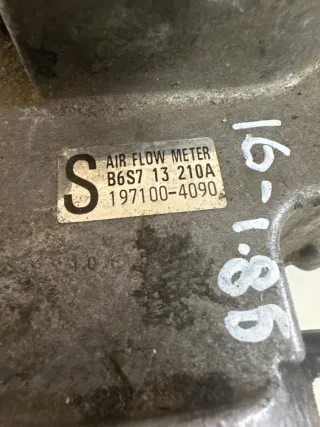 S
AIR FLOW METER
B6S7 13 210A
197100-4090